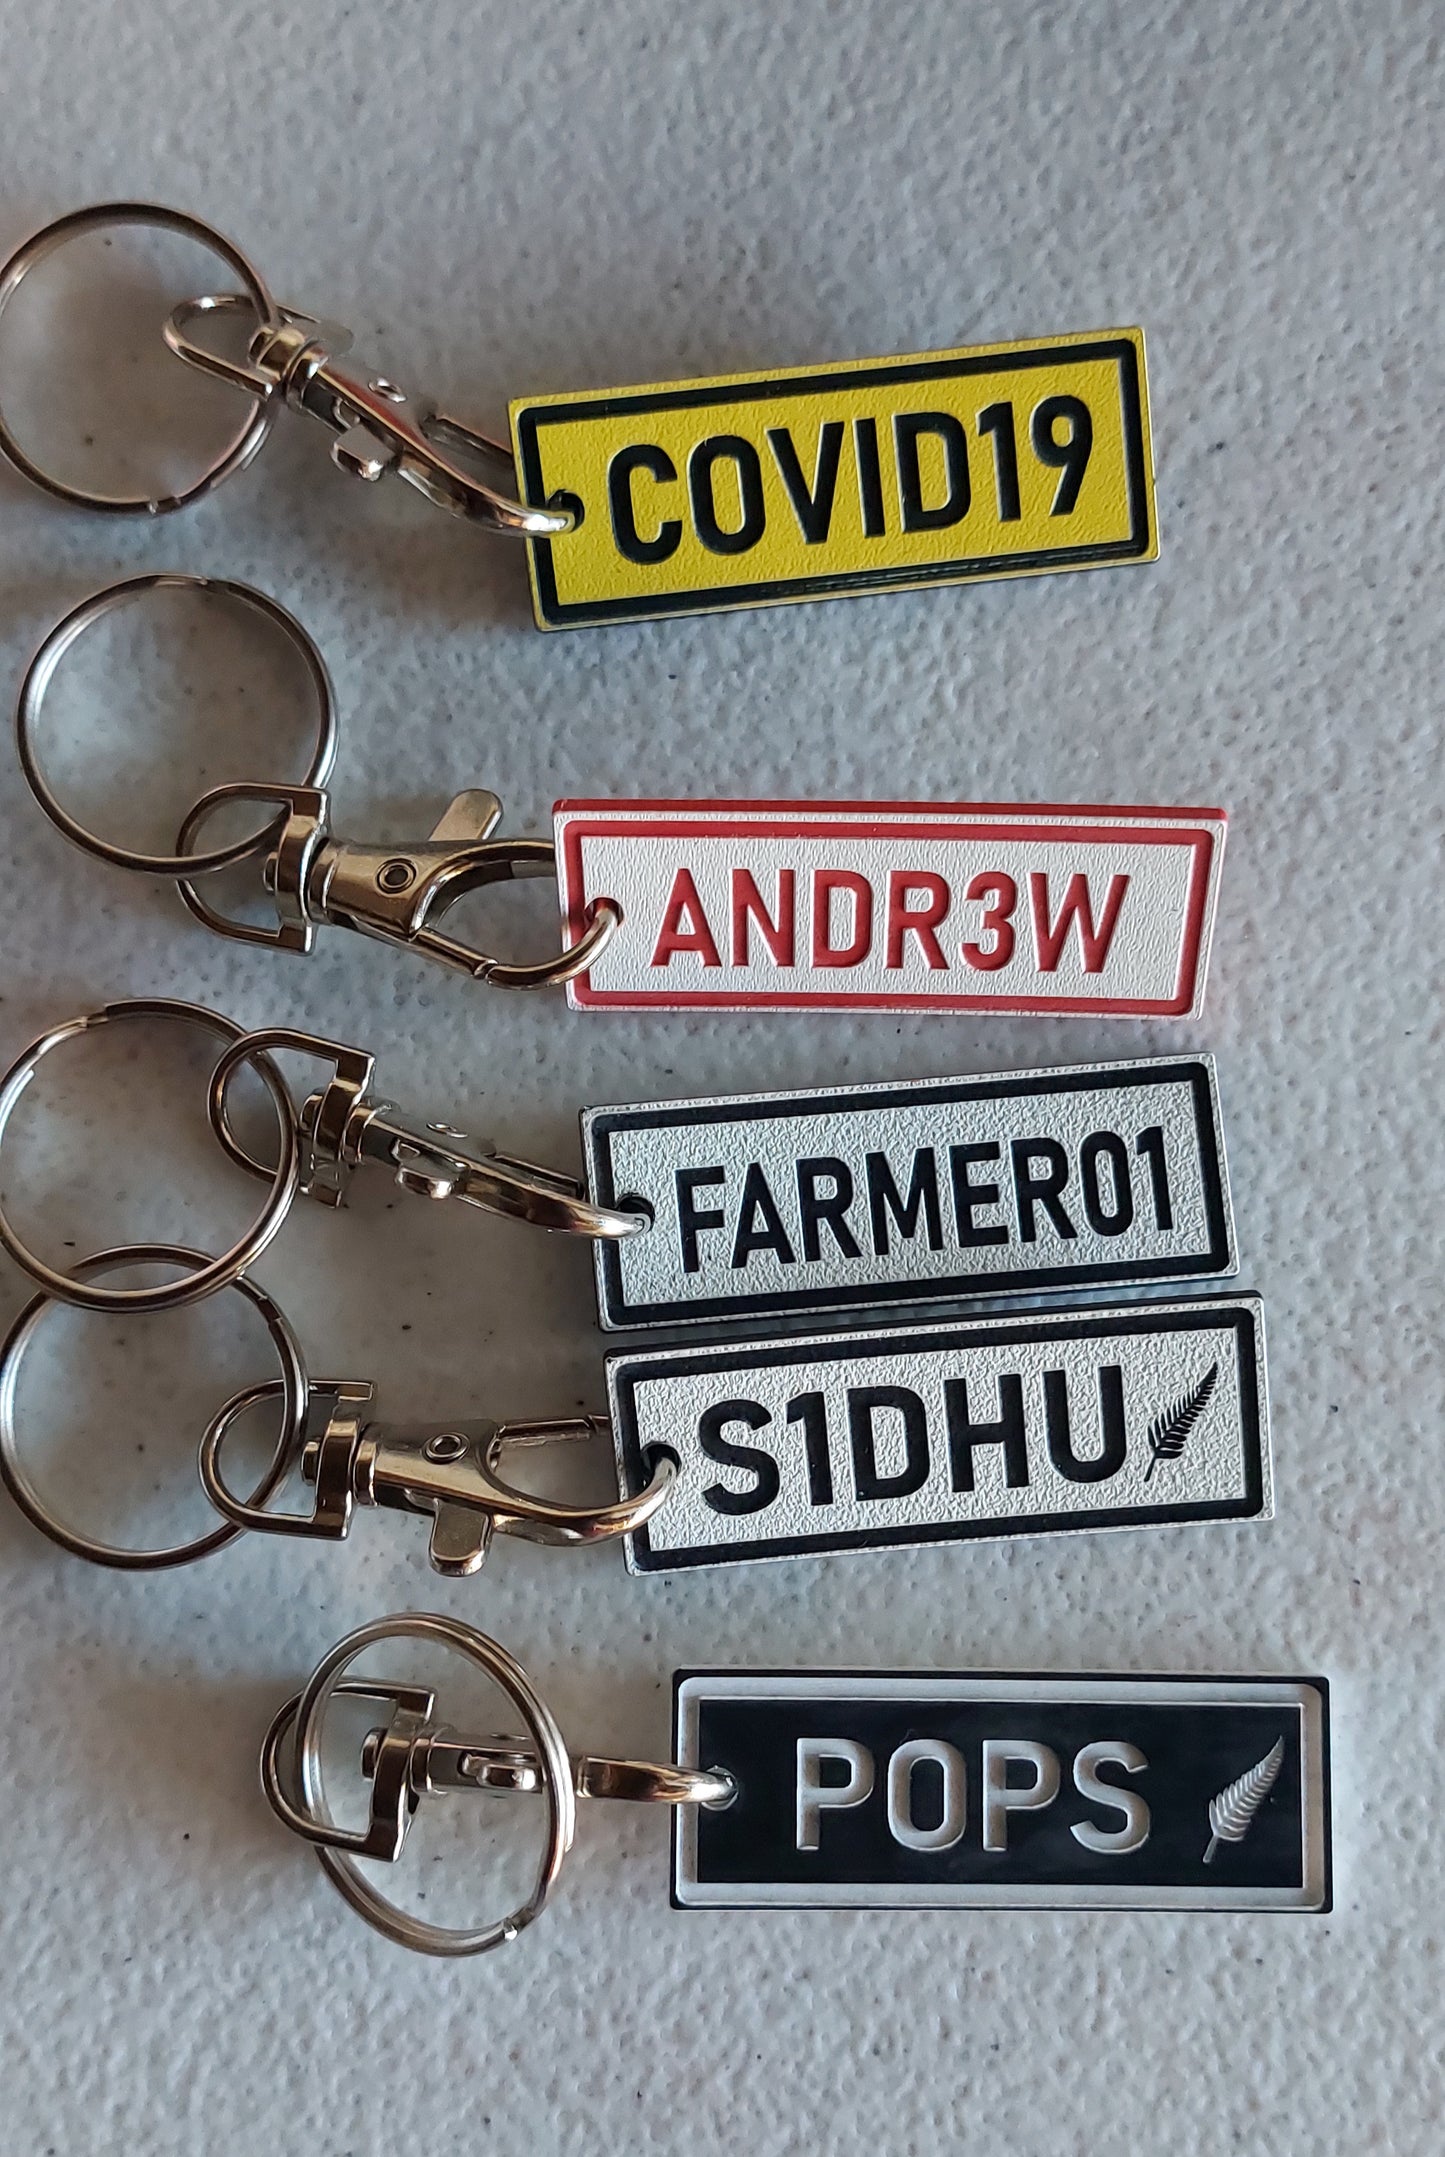 COVID19
ANDR3W
FARMER01
S1DHU
POPS